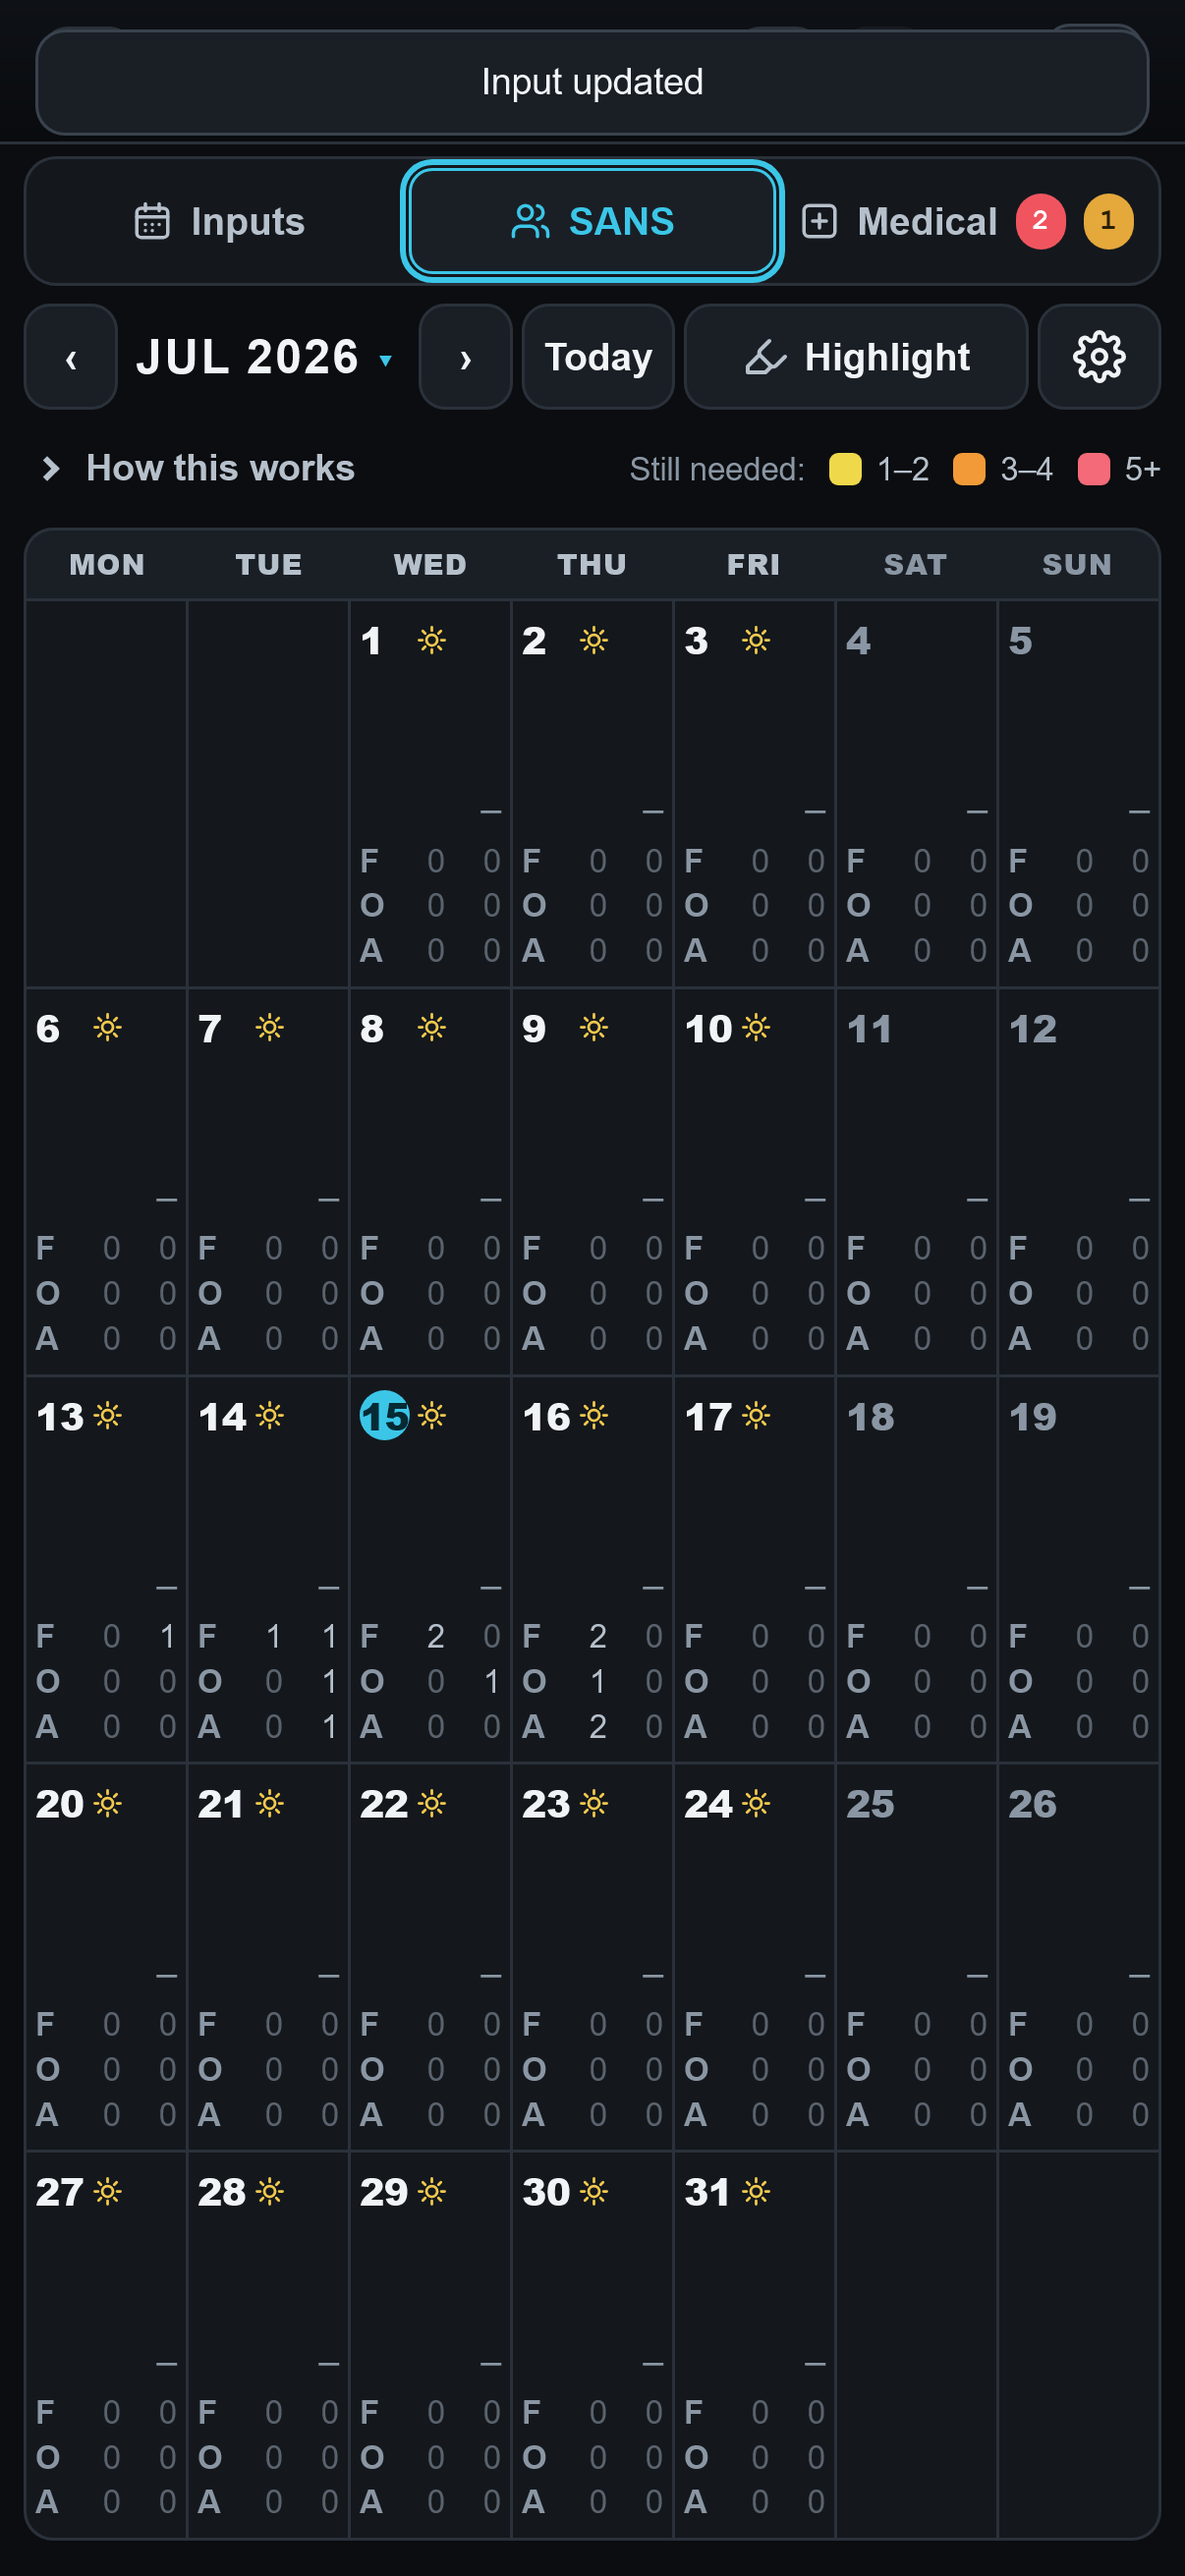 Input updated
Inputs SANS Medical 2 1
‹ JUL 2026 ▾ › Today Highlight
How this works Still needed: 1–2 3–4 5+
MON TUE WED THU FRI SAT SUN
1 2 3 4 5
– – – – –
F 0 0 F 0 0 F 0 0 F 0 0 F 0 0
O 0 0 O 0 0 O 0 0 O 0 0 O 0 0
A 0 0 A 0 0 A 0 0 A 0 0 A 0 0
6 7 8 9 10 11 12
– – – – – – –
F 0 0 F 0 0 F 0 0 F 0 0 F 0 0 F 0 0 F 0 0
O 0 0 O 0 0 O 0 0 O 0 0 O 0 0 O 0 0 O 0 0
A 0 0 A 0 0 A 0 0 A 0 0 A 0 0 A 0 0 A 0 0
13 14 15 16 17 18 19
– – – – – – –
F 0 1 F 1 1 F 2 0 F 2 0 F 0 0 F 0 0 F 0 0
O 0 0 O 0 1 O 0 1 O 1 0 O 0 0 O 0 0 O 0 0
A 0 0 A 0 1 A 0 0 A 2 0 A 0 0 A 0 0 A 0 0
20 21 22 23 24 25 26
– – – – – – –
F 0 0 F 0 0 F 0 0 F 0 0 F 0 0 F 0 0 F 0 0
O 0 0 O 0 0 O 0 0 O 0 0 O 0 0 O 0 0 O 0 0
A 0 0 A 0 0 A 0 0 A 0 0 A 0 0 A 0 0 A 0 0
27 28 29 30 31
– – – – –
F 0 0 F 0 0 F 0 0 F 0 0 F 0 0
O 0 0 O 0 0 O 0 0 O 0 0 O 0 0
A 0 0 A 0 0 A 0 0 A 0 0 A 0 0